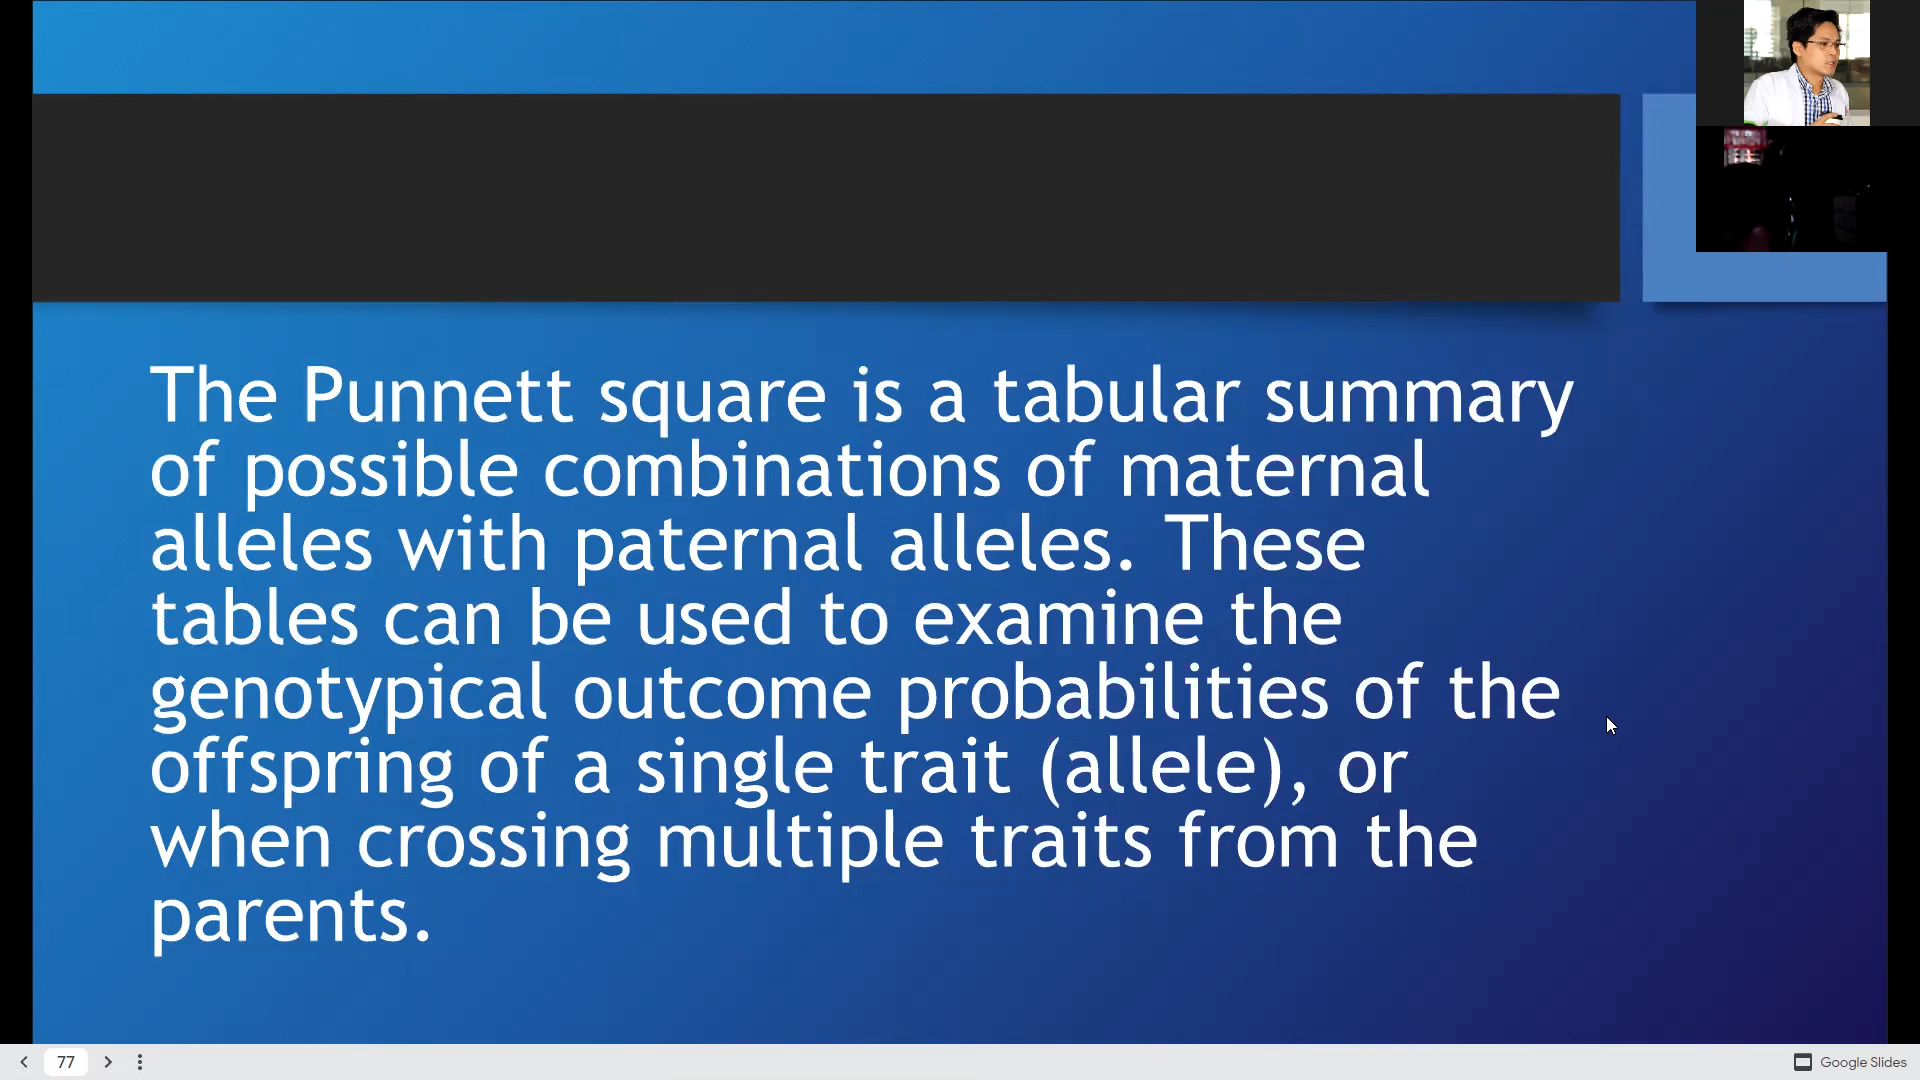 The Punnett square is a tabular summary
of possible combinations of maternal
alleles with paternal alleles. These
tables can be used to examine the
genotypical outcome probabilities of the
offspring of a single trait (allele), or
when crossing multiple traits from the
parents.
77
Google Slides